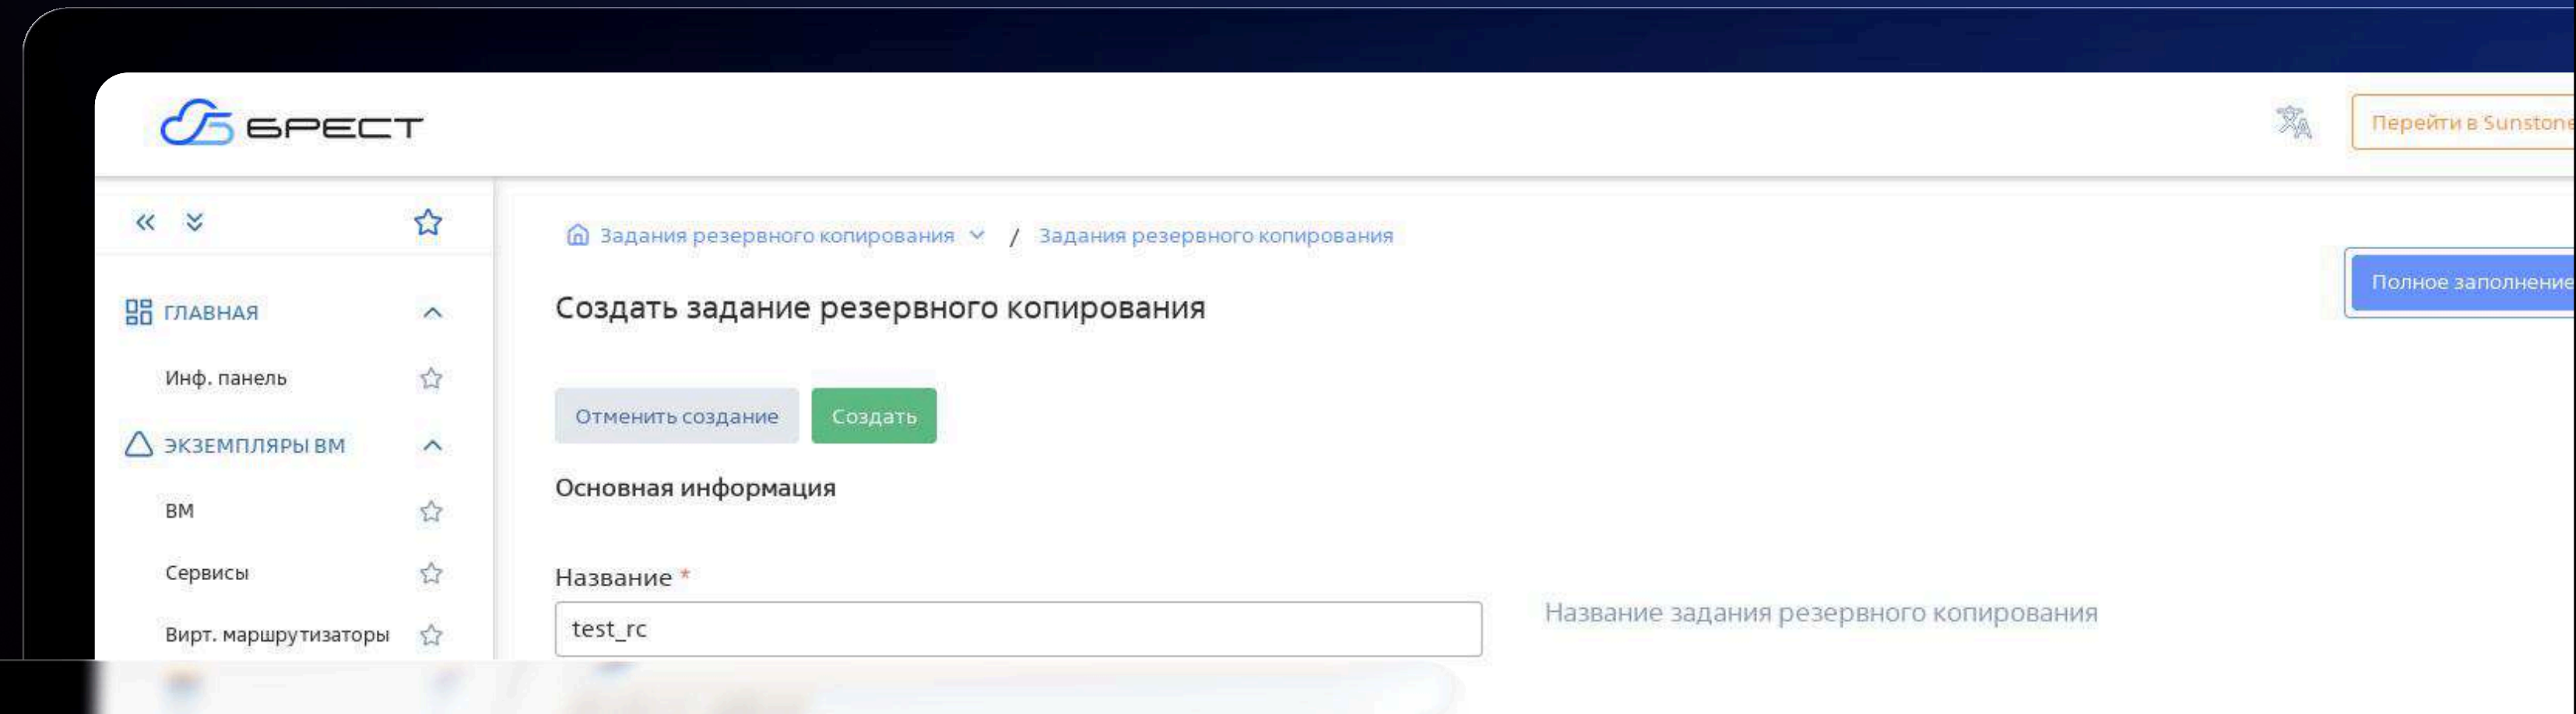 БРЕСТ
Перейти в Sunstone
Задания резервного копирования / Задания резервного копирования
Полное заполнение
ГЛАВНАЯ
Создать задание резервного копирования
Инф. панель
Отменить создание Создать
ЭКЗЕМПЛЯРЫ ВМ
Основная информация
ВМ
Сервисы
Название *
Название задания резервного копирования
test_rc
Вирт. маршрутизаторы